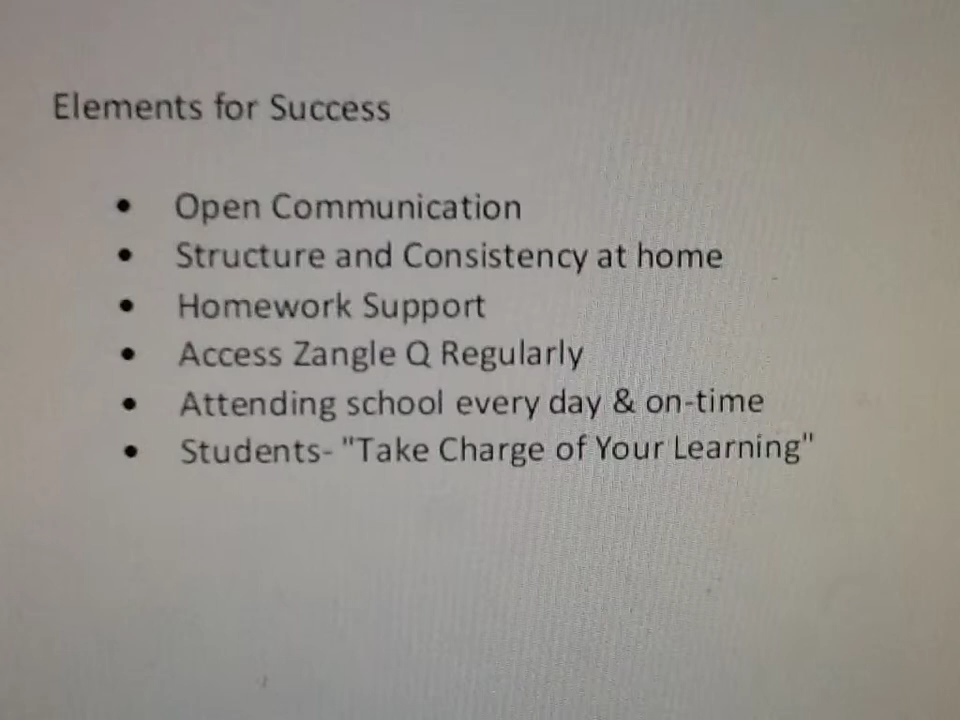 Elements for Success
• Open Communication
• Structure and Consistency at home
• Homework Support
• Access Zangle Q Regularly
• Attending school every day & on-time
• Students- "Take Charge of Your Learning"